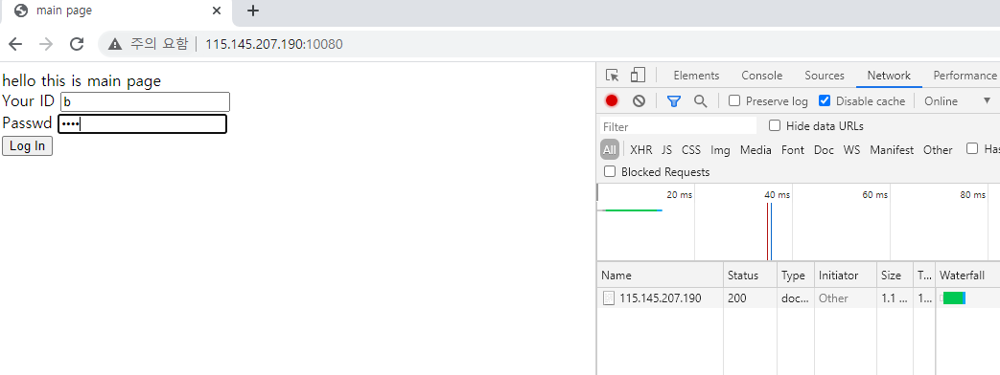 main page
주의 요함 115.145.207.190:10080
hello this is main page
Your ID b
Passwd ••••
Log In
Elements Console Sources Network Performance
Preserve log Disable cache Online
Filter Hide data URLs
All XHR JS CSS Img Media Font Doc WS Manifest Other Has
Blocked Requests
20 ms 40 ms 60 ms 80 ms
Name Status Type Initiator Size T... Waterfall
115.145.207.190 200 doc... Other 1.1 ... 1...